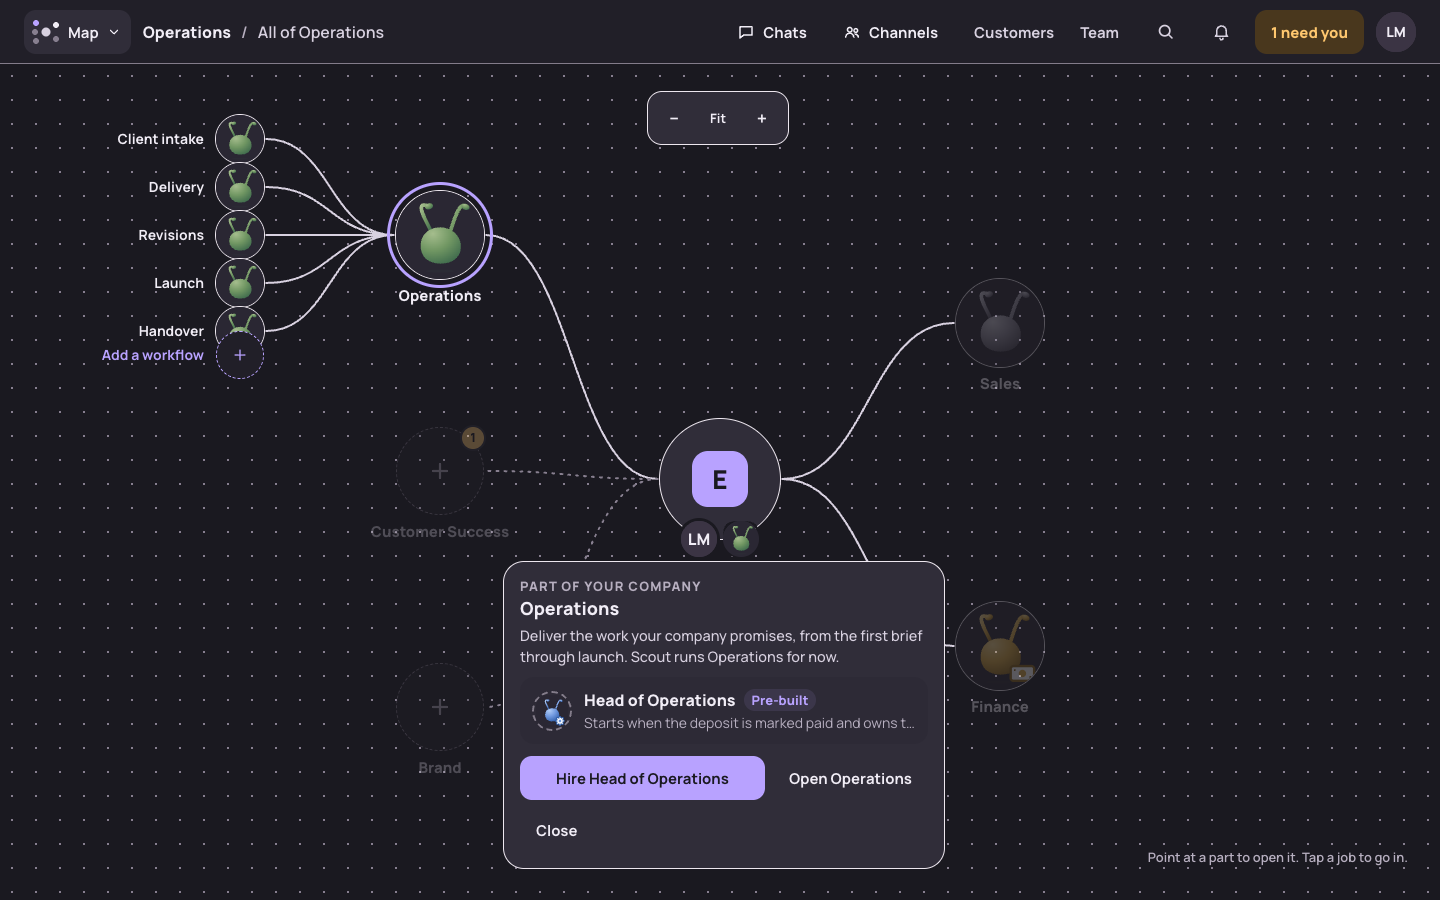 Map
Operations / All of Operations
Chats
Channels
Customers
Team
1 need you
LM
− Fit +
Client intake
Delivery
Revisions
Launch
Handover
Add a workflow
+
Operations
Sales
1
+
Customer Success
E
LM
PART OF YOUR COMPANY
Operations
Deliver the work your company promises, from the first brief
through launch. Scout runs Operations for now.
Head of Operations Pre-built
Starts when the deposit is marked paid and owns t...
Hire Head of Operations
Open Operations
Close
+
Brand
Finance
Point at a part to open it. Tap a job to go in.